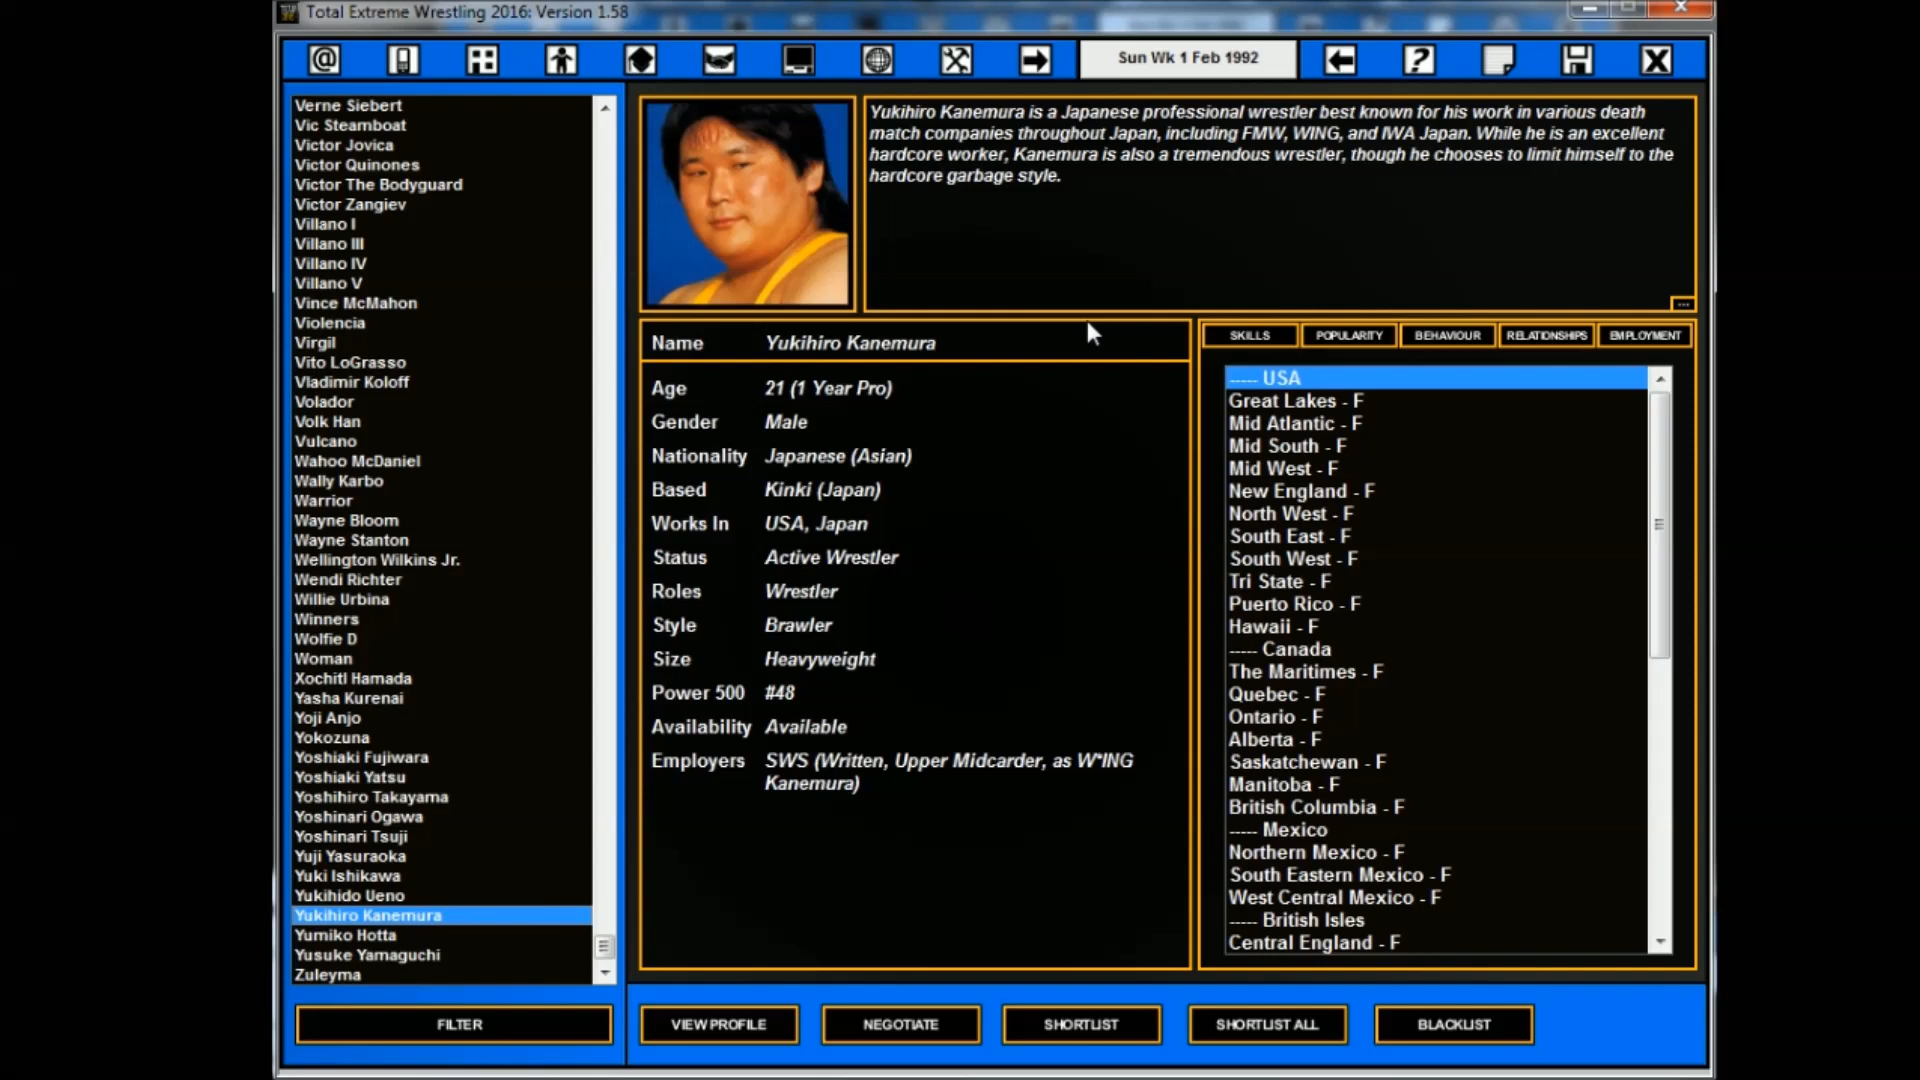 Total Extreme Wrestling 2016: Version 1.58
Sun Wk 1 Feb 1992
Verne Siebert
Vic Steamboat
Victor Jovica
Victor Quinones
Victor The Bodyguard
Victor Zangiev
Villano I
Villano III
Villano IV
Villano V
Vince McMahon
Violencia
Virgil
Vito LoGrasso
Vladimir Koloff
Volador
Volk Han
Vulcano
Wahoo McDaniel
Wally Karbo
Warrior
Wayne Bloom
Wayne Stanton
Wellington Wilkins Jr.
Wendi Richter
Willie Urbina
Winners
Wolfie D
Woman
Xochitl Hamada
Yasha Kurenai
Yoji Anjo
Yokozuna
Yoshiaki Fujiwara
Yoshiaki Yatsu
Yoshihiro Takayama
Yoshinari Ogawa
Yoshinari Tsuji
Yuji Yasuraoka
Yuki Ishikawa
Yukihido Ueno
Yukihiro Kanemura
Yumiko Hotta
Yusuke Yamaguchi
Zuleyma
FILTER
Yukihiro Kanemura is a Japanese professional wrestler best known for his work in various death
match companies throughout Japan, including FMW, WING, and IWA Japan. While he is an excellent
hardcore worker, Kanemura is also a tremendous wrestler, though he chooses to limit himself to the
hardcore garbage style.
...
Name Yukihiro Kanemura
Age 21 (1 Year Pro)
Gender Male
Nationality Japanese (Asian)
Based Kinki (Japan)
Works In USA, Japan
Status Active Wrestler
Roles Wrestler
Style Brawler
Size Heavyweight
Power 500 #48
Availability Available
Employers SWS (Written, Upper Midcarder, as W*ING
Kanemura)
SKILLS POPULARITY BEHAVIOUR RELATIONSHIPS EMPLOYMENT
----- USA
Great Lakes - F
Mid Atlantic - F
Mid South - F
Mid West - F
New England - F
North West - F
South East - F
South West - F
Tri State - F
Puerto Rico - F
Hawaii - F
----- Canada
The Maritimes - F
Quebec - F
Ontario - F
Alberta - F
Saskatchewan - F
Manitoba - F
British Columbia - F
----- Mexico
Northern Mexico - F
South Eastern Mexico - F
West Central Mexico - F
----- British Isles
Central England - F
VIEW PROFILE NEGOTIATE SHORTLIST SHORTLIST ALL BLACKLIST